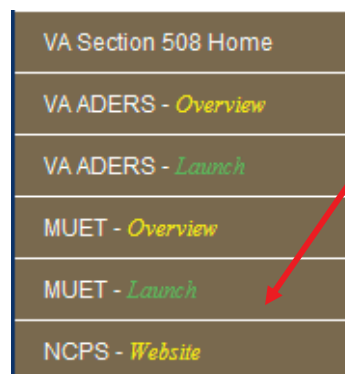 VA Section 508 Home
VA ADERS - Overview
VA ADERS - Launch
MUET - Overview
MUET - Launch
NCPS - Website